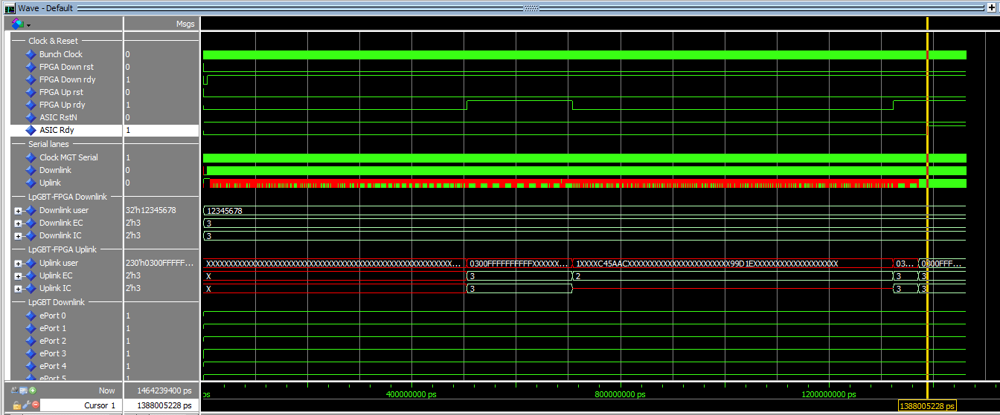 Wave - Default
Msgs
Clock & Reset
Bunch Clock 0
FPGA Down rst 0
FPGA Down rdy 1
FPGA Up rst 0
FPGA Up rdy 1
ASIC RstN 0
ASIC Rdy 1
Serial lanes
Clock MGT Serial 1
Downlink 0
Uplink 0
LpGBT-FPGA Downlink
Downlink user 32'h12345678 12345678
Downlink EC 2'h3 3
Downlink IC 2'h3 3
LpGBT-FPGA Uplink
Uplink user 230'h0300FFFFF... XXXXXXXXXXXXXXXXXXXXXXXXXXXXXXXXXXXXXXXXXXXXXXXX... 0300FFFFFFFFFFXXXXXX... 1XXXXC45AACXXXXXXXXXXXXXXXXXXXXXXX99D1EXXXXXXXXXXXXXXXXXXX 03... 0300FFF...
Uplink EC 2'h3 X 3 2 3 3
Uplink IC 2'h3 X 3 3 3
LpGBT Downlink
ePort 0 1
ePort 1 1
ePort 2 1
ePort 3 1
ePort 4 1
ePort 5 1
Now 1464239400 ps ps 400000000 ps 800000000 ps 1200000000 ps
Cursor 1 1388005228 ps 1388005228 ps